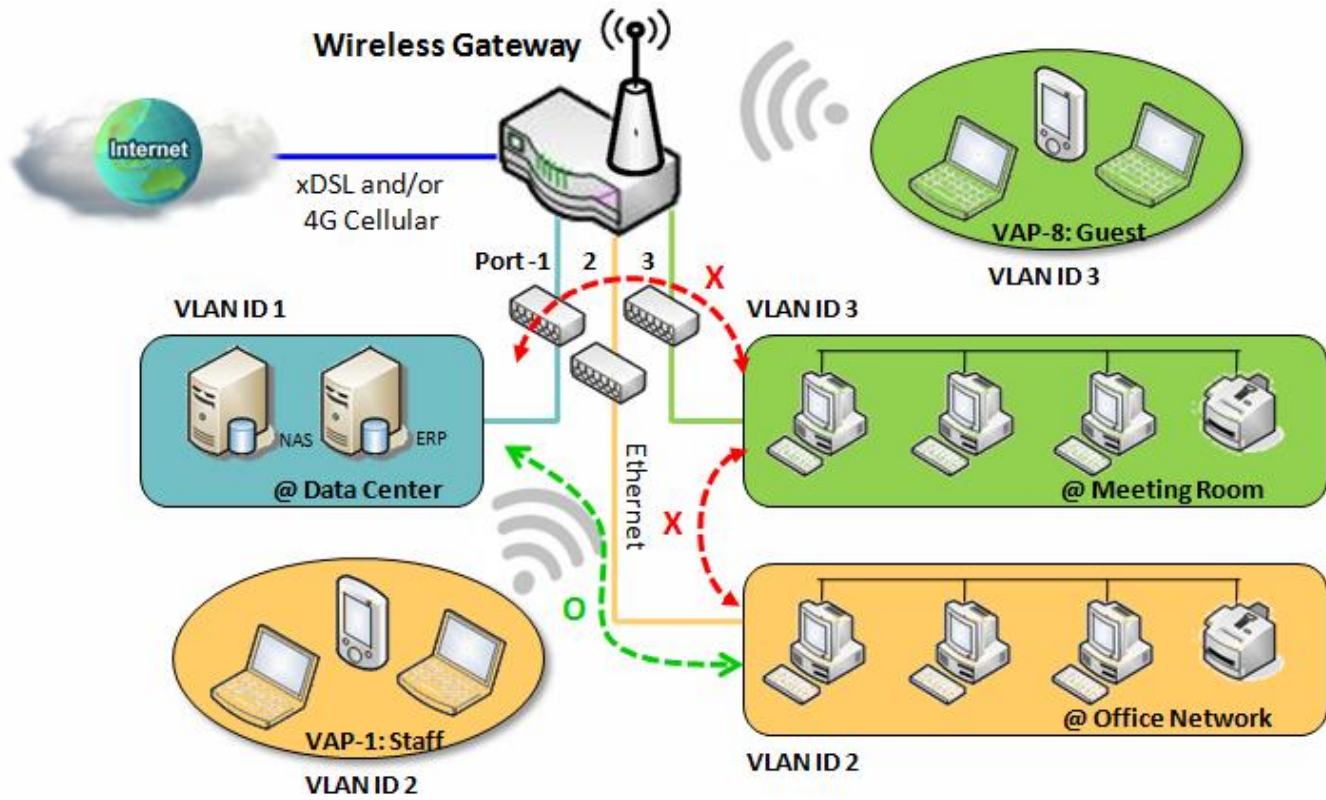 Wireless Gateway
Internet
xDSL and/or
4G Cellular
VAP-8: Guest
VLAN ID 3
Port -1 2 3
X
VLAN ID 1
VLAN ID 3
NAS
ERP
@ Data Center
Ethernet
@ Meeting Room
X
O
VAP-1: Staff
VLAN ID 2
@ Office Network
VLAN ID 2